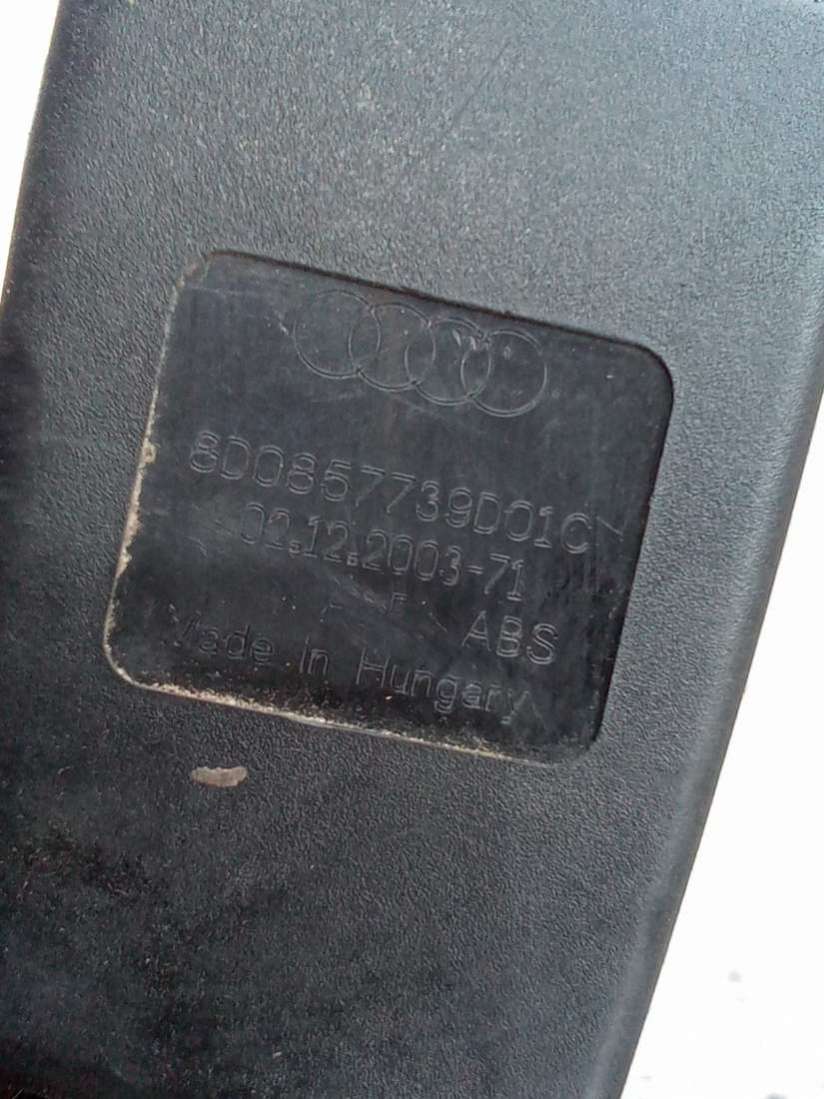 8D0857739D01C
02.12.2003-71
ABS
Made in Hungary